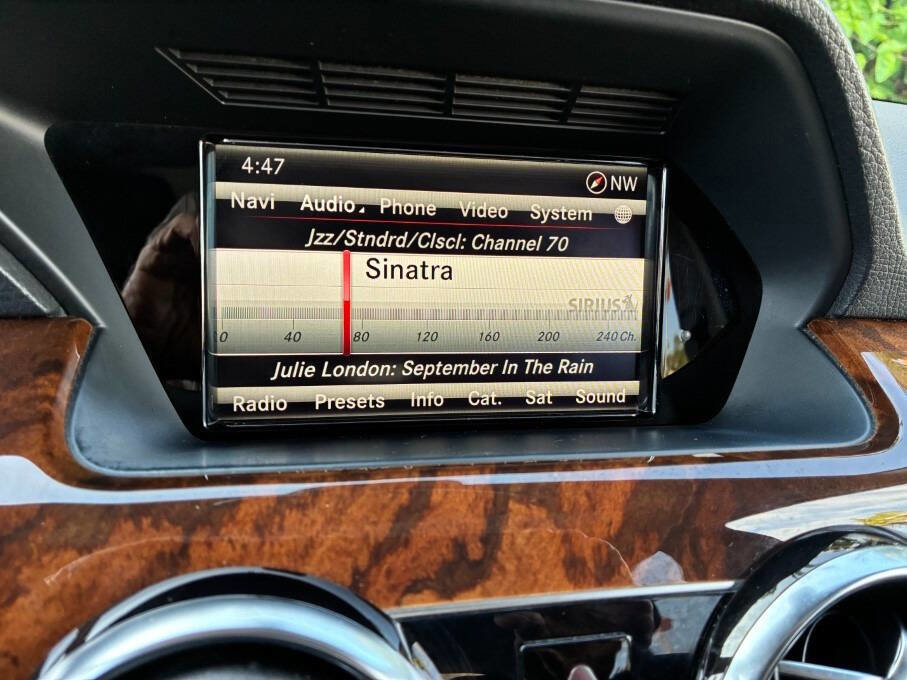 4:47 NW
Navi Audio Phone Video System
Jzz/Stndrd/Clscl: Channel 70
Sinatra
SIRIUS
40 80 120 160 200 240 Ch.
Julie London: September In The Rain
Radio Presets Info Cat. Sat Sound